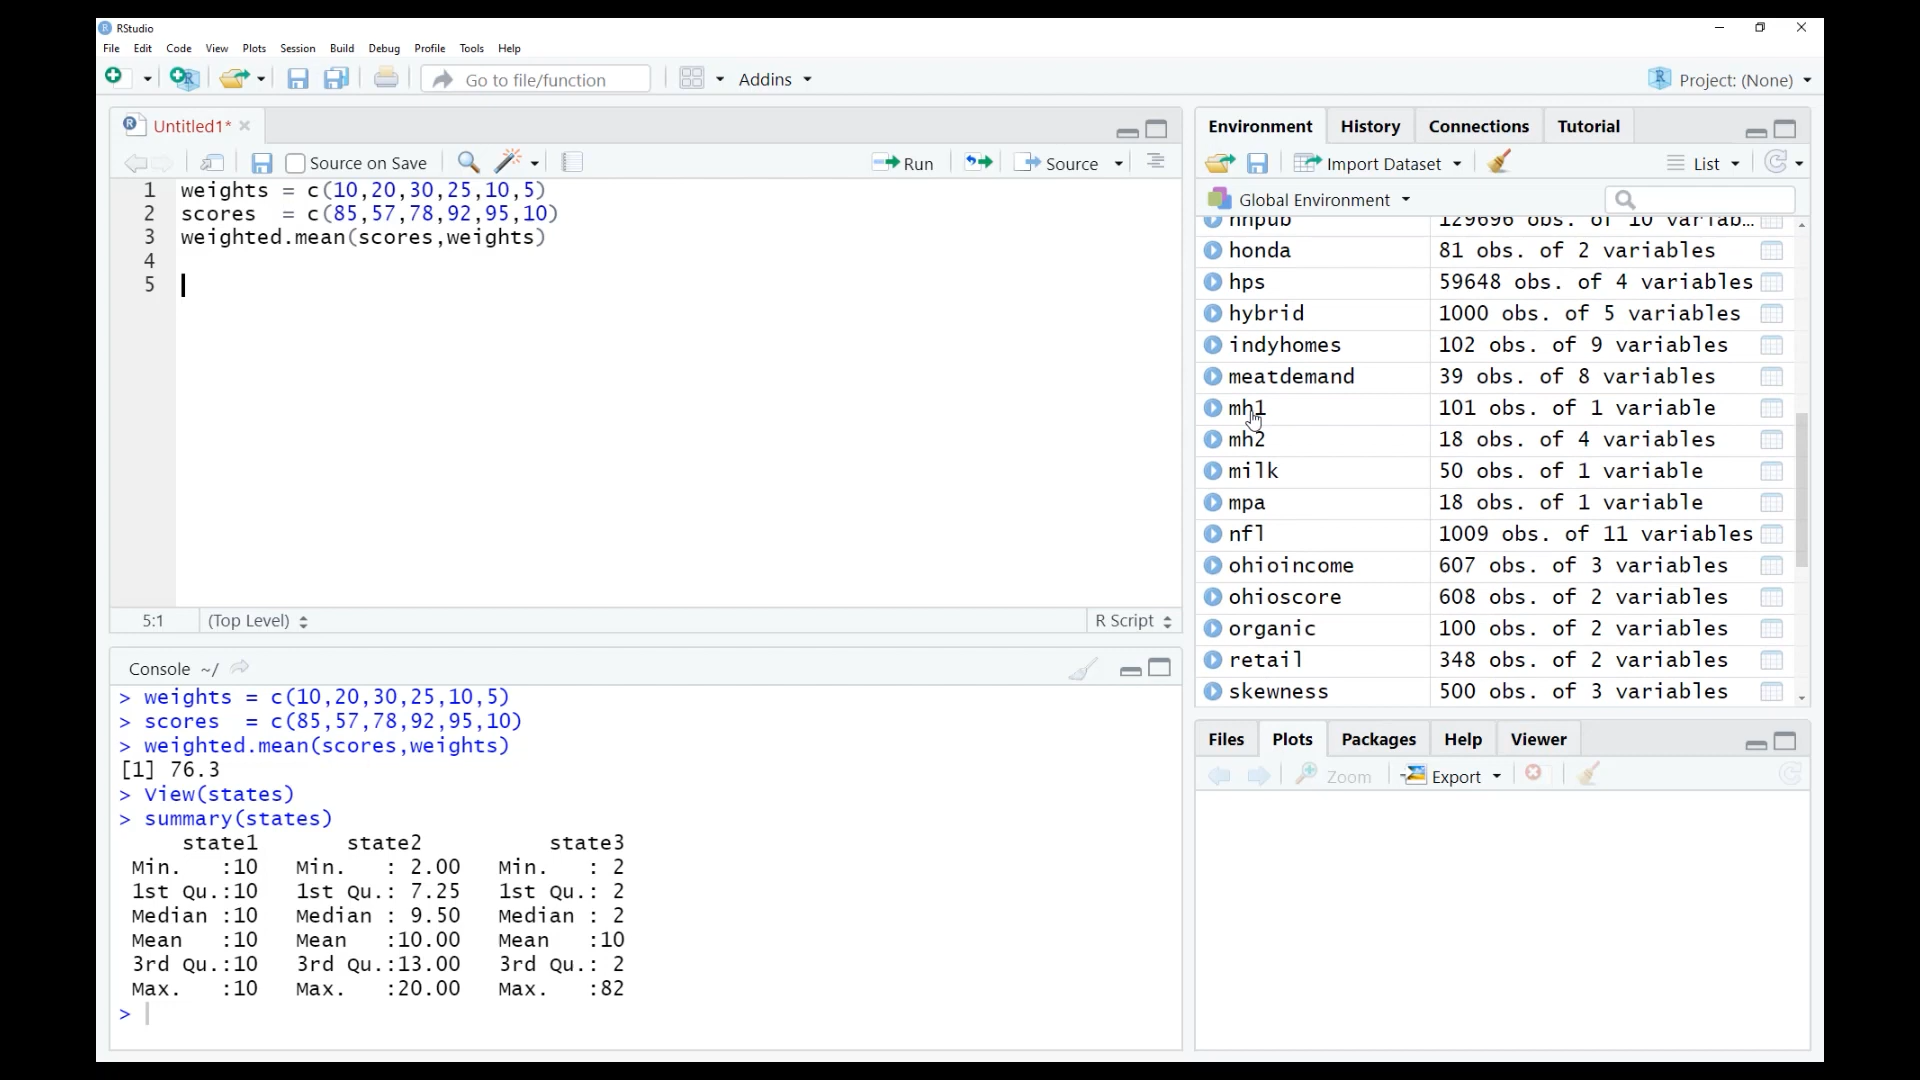 RStudio
File Edit Code View Plots Session Build Debug Profile Tools Help
Go to file/function Addins Project: (None)
Untitled1*
Source on Save Run Source
1 weights = c(10,20,30,25,10,5)
2 scores  = c(85,57,78,92,95,10)
3 weighted.mean(scores,weights)
4
5
5:1 (Top Level) R Script
Console ~/
> weights = c(10,20,30,25,10,5)
> scores  = c(85,57,78,92,95,10)
> weighted.mean(scores,weights)
[1] 76.3
> View(states)
> summary(states)
state1 state2 state3
Min.   :10   Min.   : 2.00   Min.   : 2
1st Qu.:10   1st Qu.: 7.25   1st Qu.: 2
Median :10   Median : 9.50   Median : 2
Mean   :10   Mean   :10.00   Mean   :10
3rd Qu.:10   3rd Qu.:13.00   3rd Qu.: 2
Max.   :10   Max.   :20.00   Max.   :82
>
Environment History Connections Tutorial
Import Dataset List
Global Environment
hhpub 129696 obs. of 10 variab...
honda 81 obs. of 2 variables
hps 59648 obs. of 4 variables
hybrid 1000 obs. of 5 variables
indyhomes 102 obs. of 9 variables
meatdemand 39 obs. of 8 variables
mh1 101 obs. of 1 variable
mh2 18 obs. of 4 variables
milk 50 obs. of 1 variable
mpa 18 obs. of 1 variable
nfl 1009 obs. of 11 variables
ohioincome 607 obs. of 3 variables
ohioscore 608 obs. of 2 variables
organic 100 obs. of 2 variables
retail 348 obs. of 2 variables
skewness 500 obs. of 3 variables
Files Plots Packages Help Viewer
Zoom Export